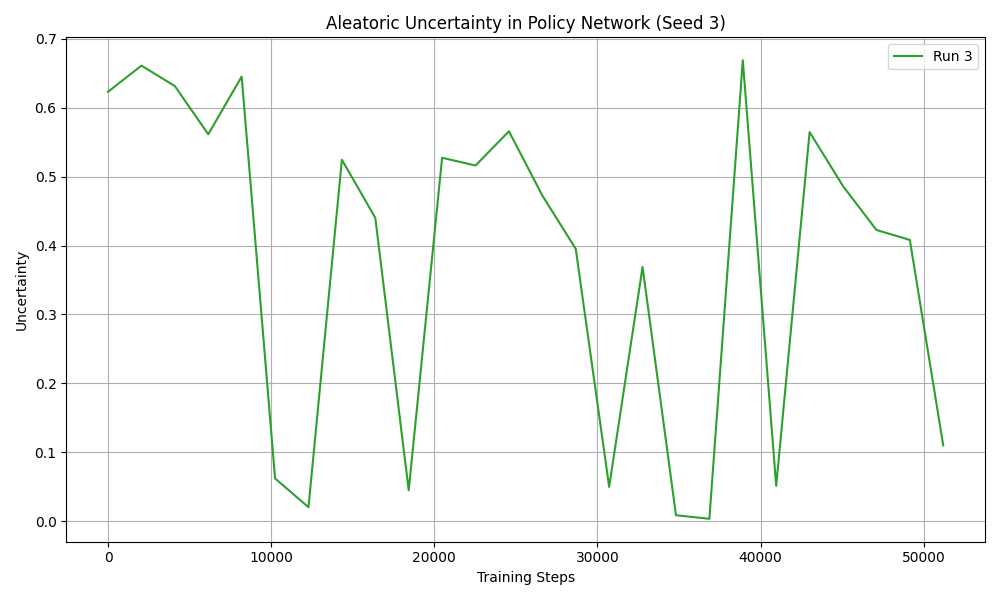 Aleatoric Uncertainty in Policy Network (Seed 3)
Run 3
Uncertainty
0.7
0.6
0.5
0.4
0.3
0.2
0.1
0.0
0 10000 20000 30000 40000 50000
Training Steps